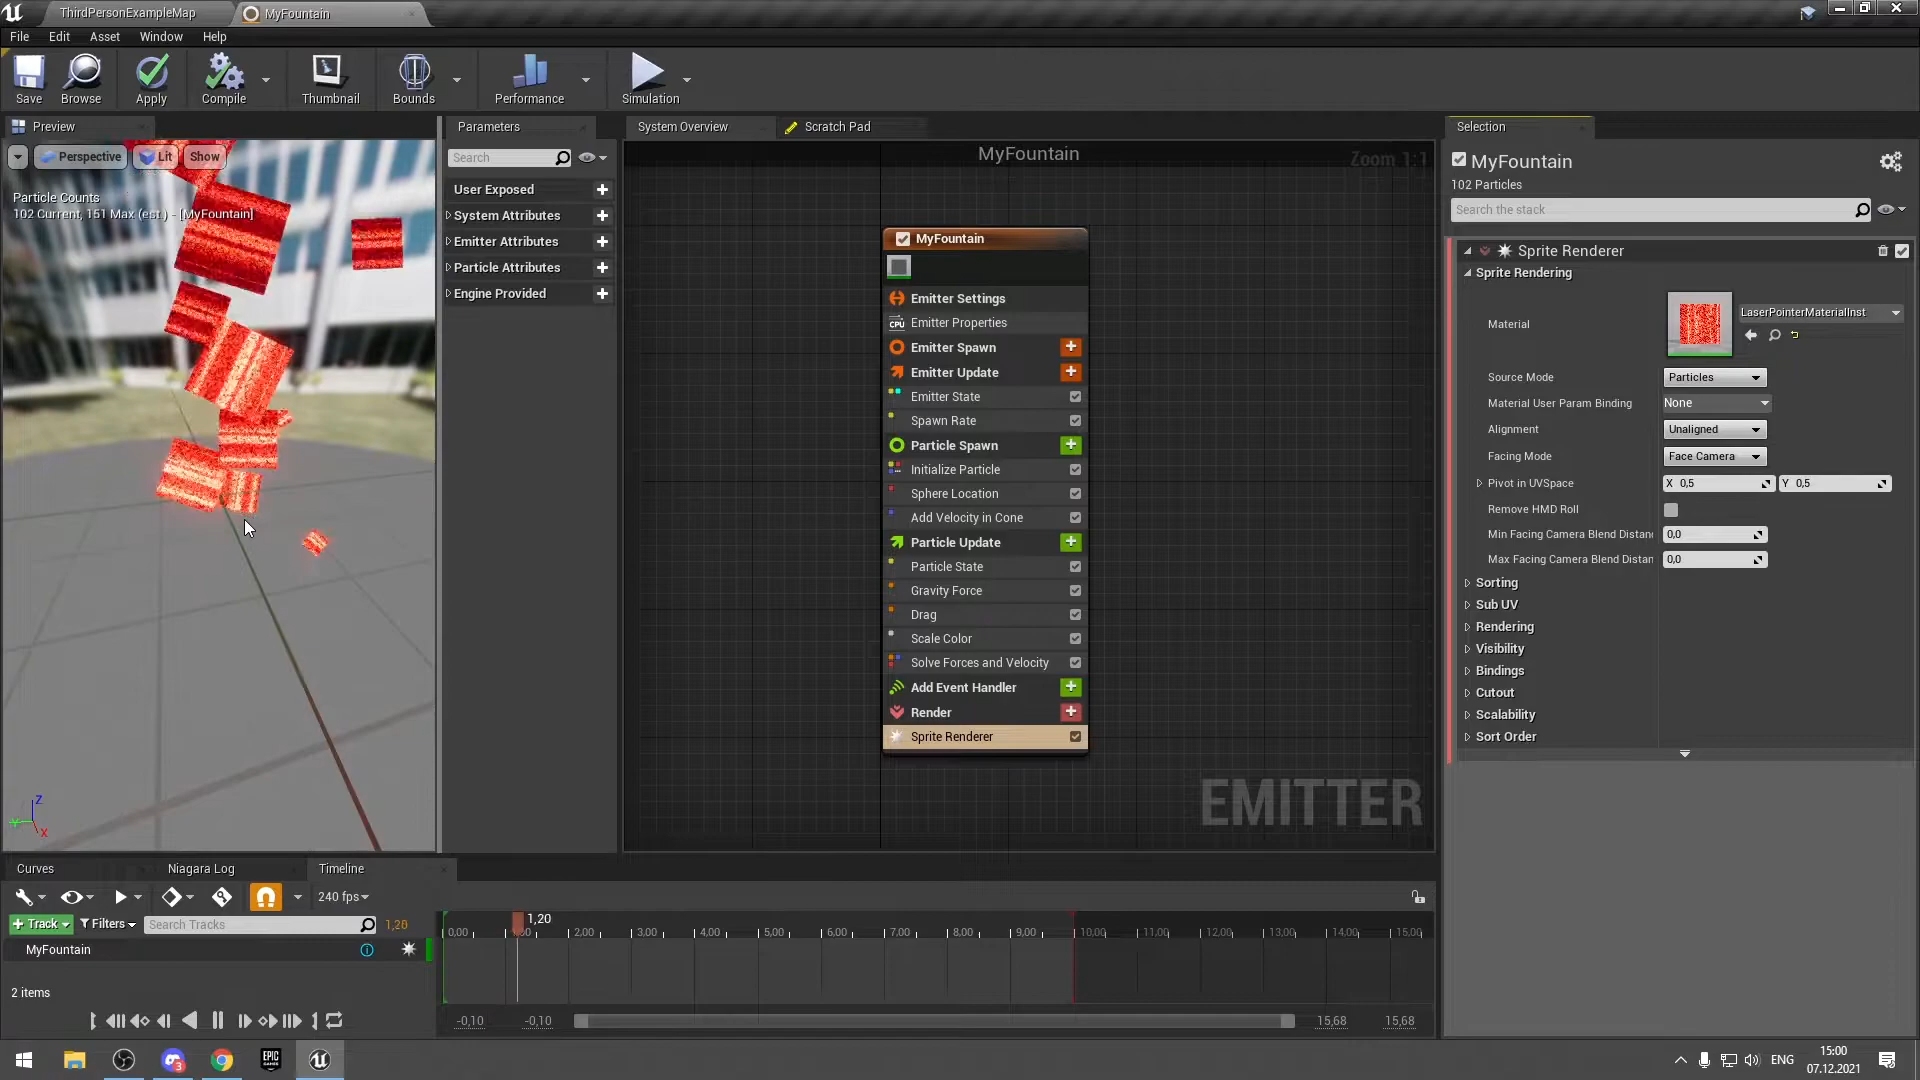 ThirdPersonExampleMap
MyFountain
File Edit Asset Window Help
Save
Browse
Apply
Compile
Thumbnail
Bounds
Performance
Simulation
Preview
Perspective
Lit
Show
Particle Counts
102 Current, 151 Max (est.) - [MyFountain]
Z
Y
X
Parameters
Search
User Exposed
System Attributes
Emitter Attributes
Particle Attributes
Engine Provided
System Overview
Scratch Pad
MyFountain
Zoom 1:1
MyFountain
Emitter Settings
CPU Emitter Properties
Emitter Spawn
Emitter Update
Emitter State
Spawn Rate
Particle Spawn
Initialize Particle
Sphere Location
Add Velocity in Cone
Particle Update
Particle State
Gravity Force
Drag
Scale Color
Solve Forces and Velocity
Add Event Handler
Render
Sprite Renderer
EMITTER
Selection
MyFountain
102 Particles
Search the stack
Sprite Renderer
Sprite Rendering
Material
LaserPointerMaterialInst
Source Mode Particles
Material User Param Binding None
Alignment Unaligned
Facing Mode Face Camera
Pivot in UVSpace X 0,5 Y 0,5
Remove HMD Roll
Min Facing Camera Blend Distan 0,0
Max Facing Camera Blend Distan 0,0
Sorting
Sub UV
Rendering
Visibility
Bindings
Cutout
Scalability
Sort Order
Curves
Niagara Log
Timeline
240 fps
+ Track
Filters
Search Tracks
1,20
1,20
0,00 2,00 3,00 4,00 5,00 6,00 7,00 8,00 9,00 10,00 11,00 12,00 13,00 14,00 15,00
MyFountain
2 items
-0,10 -0,10 15,68 15,68
EPIC GAMES
3
ENG
15:00
07.12.2021